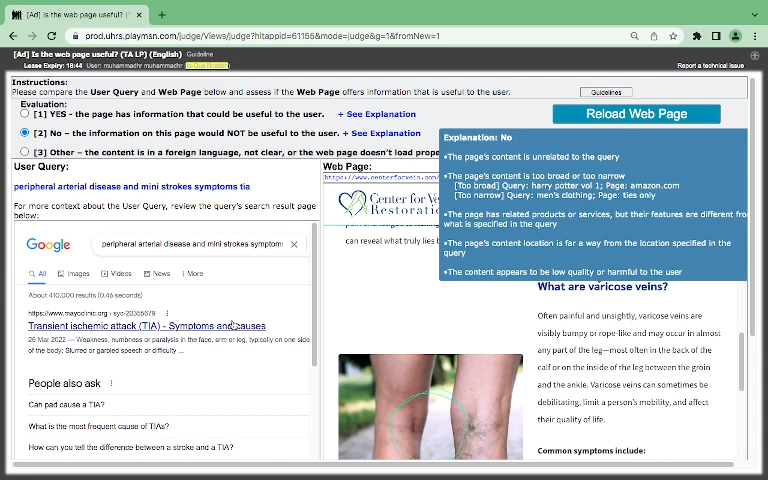 [Ad] Is the web page useful? (T
prod.uhrs.playmsn.com/judge/Views/judge?hitappid=61155&mode=judge&g=1&fromNew=1
[Ad] Is the web page useful? (TA LP) (English) Guideline
Lease Expiry: 18:44 User: muhammadhr muhammadhr
Report a technical issue
Instructions:
Please compare the User Query and Web Page below and assess if the Web Page offers information that is useful to the user.
Guidelines
Evaluation:
[1] YES - the page has information that could be useful to the user. + See Explanation
[2] No – the information on this page would NOT be useful to the user. + See Explanation
[3] Other – the content is in a foreign language, not clear, or the web page doesn't load prope
Reload Web Page
Explanation: No
•The page's content is unrelated to the query
•The page's content is too broad or too narrow
[Too broad] Query: harry potter vol 1; Page: amazon.com
[Too narrow] Query: men's clothing; Page: ties only
•The page has related products or services, but their features are different from
what is specified in the query
•The page's content location is far a way from the location specified in the
query
•The content appears to be low quality or harmful to the user
User Query:
peripheral arterial disease and mini strokes symptoms tia
For more context about the User Query, review the query's search result page
below:
Google
peripheral arterial disease and mini strokes symptom
All
Images
Videos
News
More
About 410,000 results (0.46 seconds)
https://www.mayoclinic.org › syc-20355679
Transient ischemic attack (TIA) - Symptoms and causes
26 Mar 2022 — Weakness, numbness or paralysis in the face, arm or leg, typically on one side
of the body; Slurred or garbled speech or difficulty ...
People also ask
Can pad cause a TIA?
What is the most frequent cause of TIAs?
How can you tell the difference between a stroke and a TIA?
Web Page:
https://www.centerforvein.
Center for Ve
Restoratio
can reveal what truly lies b
What are varicose veins?
Often painful and unsightly, varicose veins are
visibly bumpy or rope-like and may occur in almost
any part of the leg—most often in the back of the
calf or on the inside of the leg between the groin
and the ankle. Varicose veins can sometimes be
debilitating, limit a person's mobility, and affect
their quality of life.
Common symptoms include: